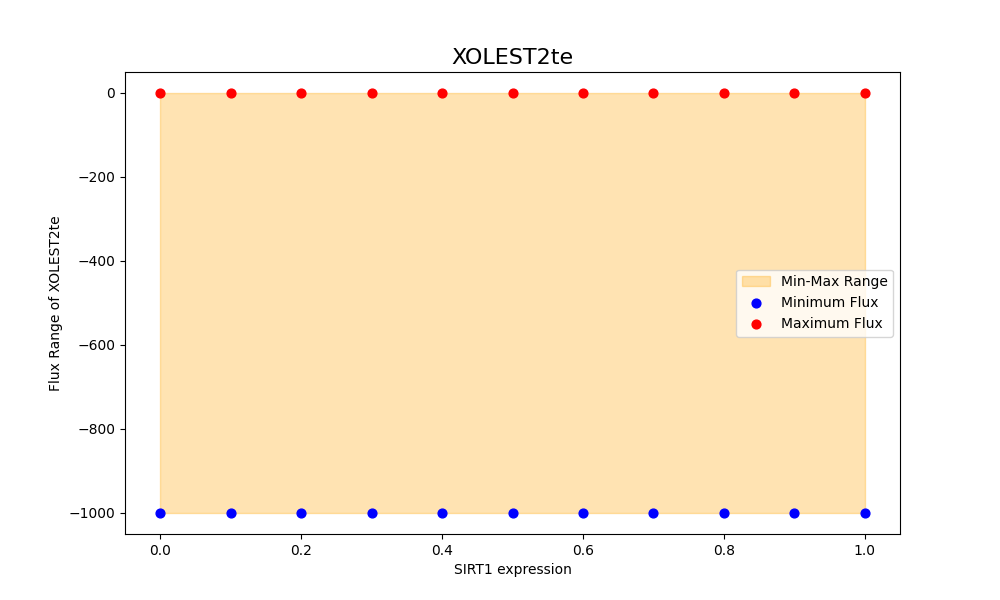 XOLEST2te
Flux Range of XOLEST2te
0
−200
−400
−600
−800
−1000
Min-Max Range
Minimum Flux
Maximum Flux
0.0
0.2
0.4
0.6
0.8
1.0
SIRT1 expression